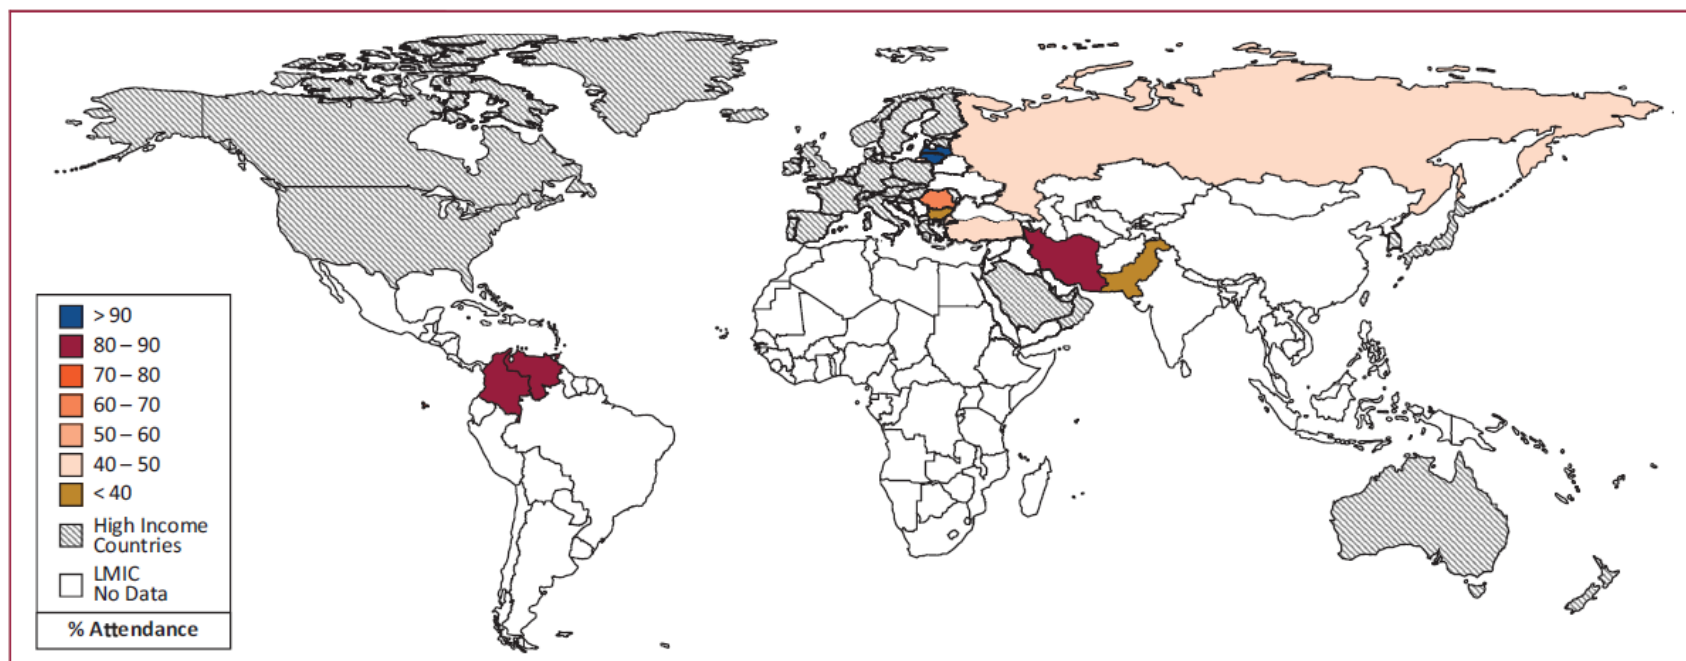 > 90
80 – 90
70 – 80
60 – 70
50 – 60
40 – 50
< 40
High Income
Countries
LMIC
No Data
% Attendance